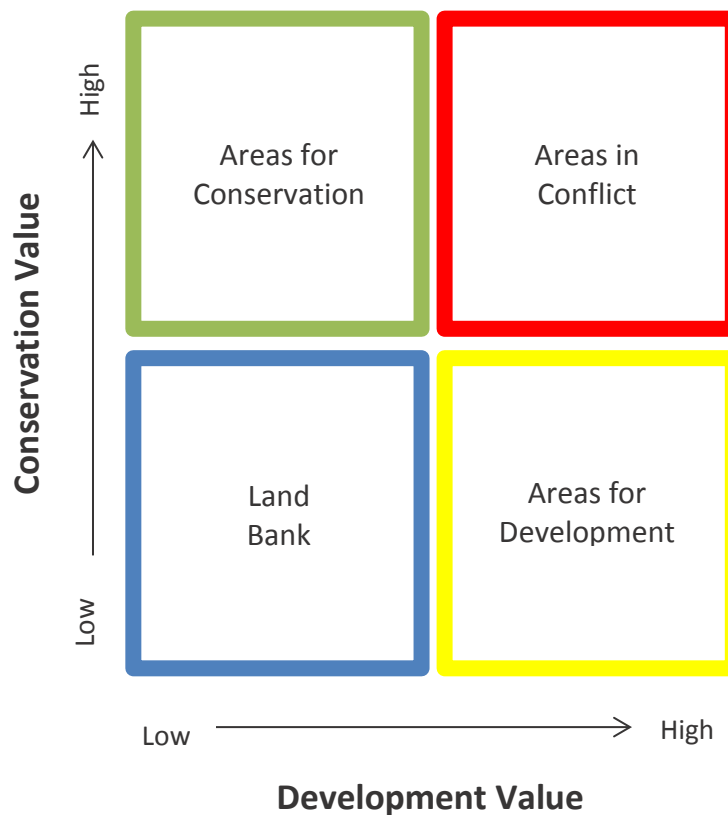 High
Areas for
Conservation
Areas in
Conflict
Conservation Value
Land
Bank
Areas for
Development
Low
Low
High
Development Value